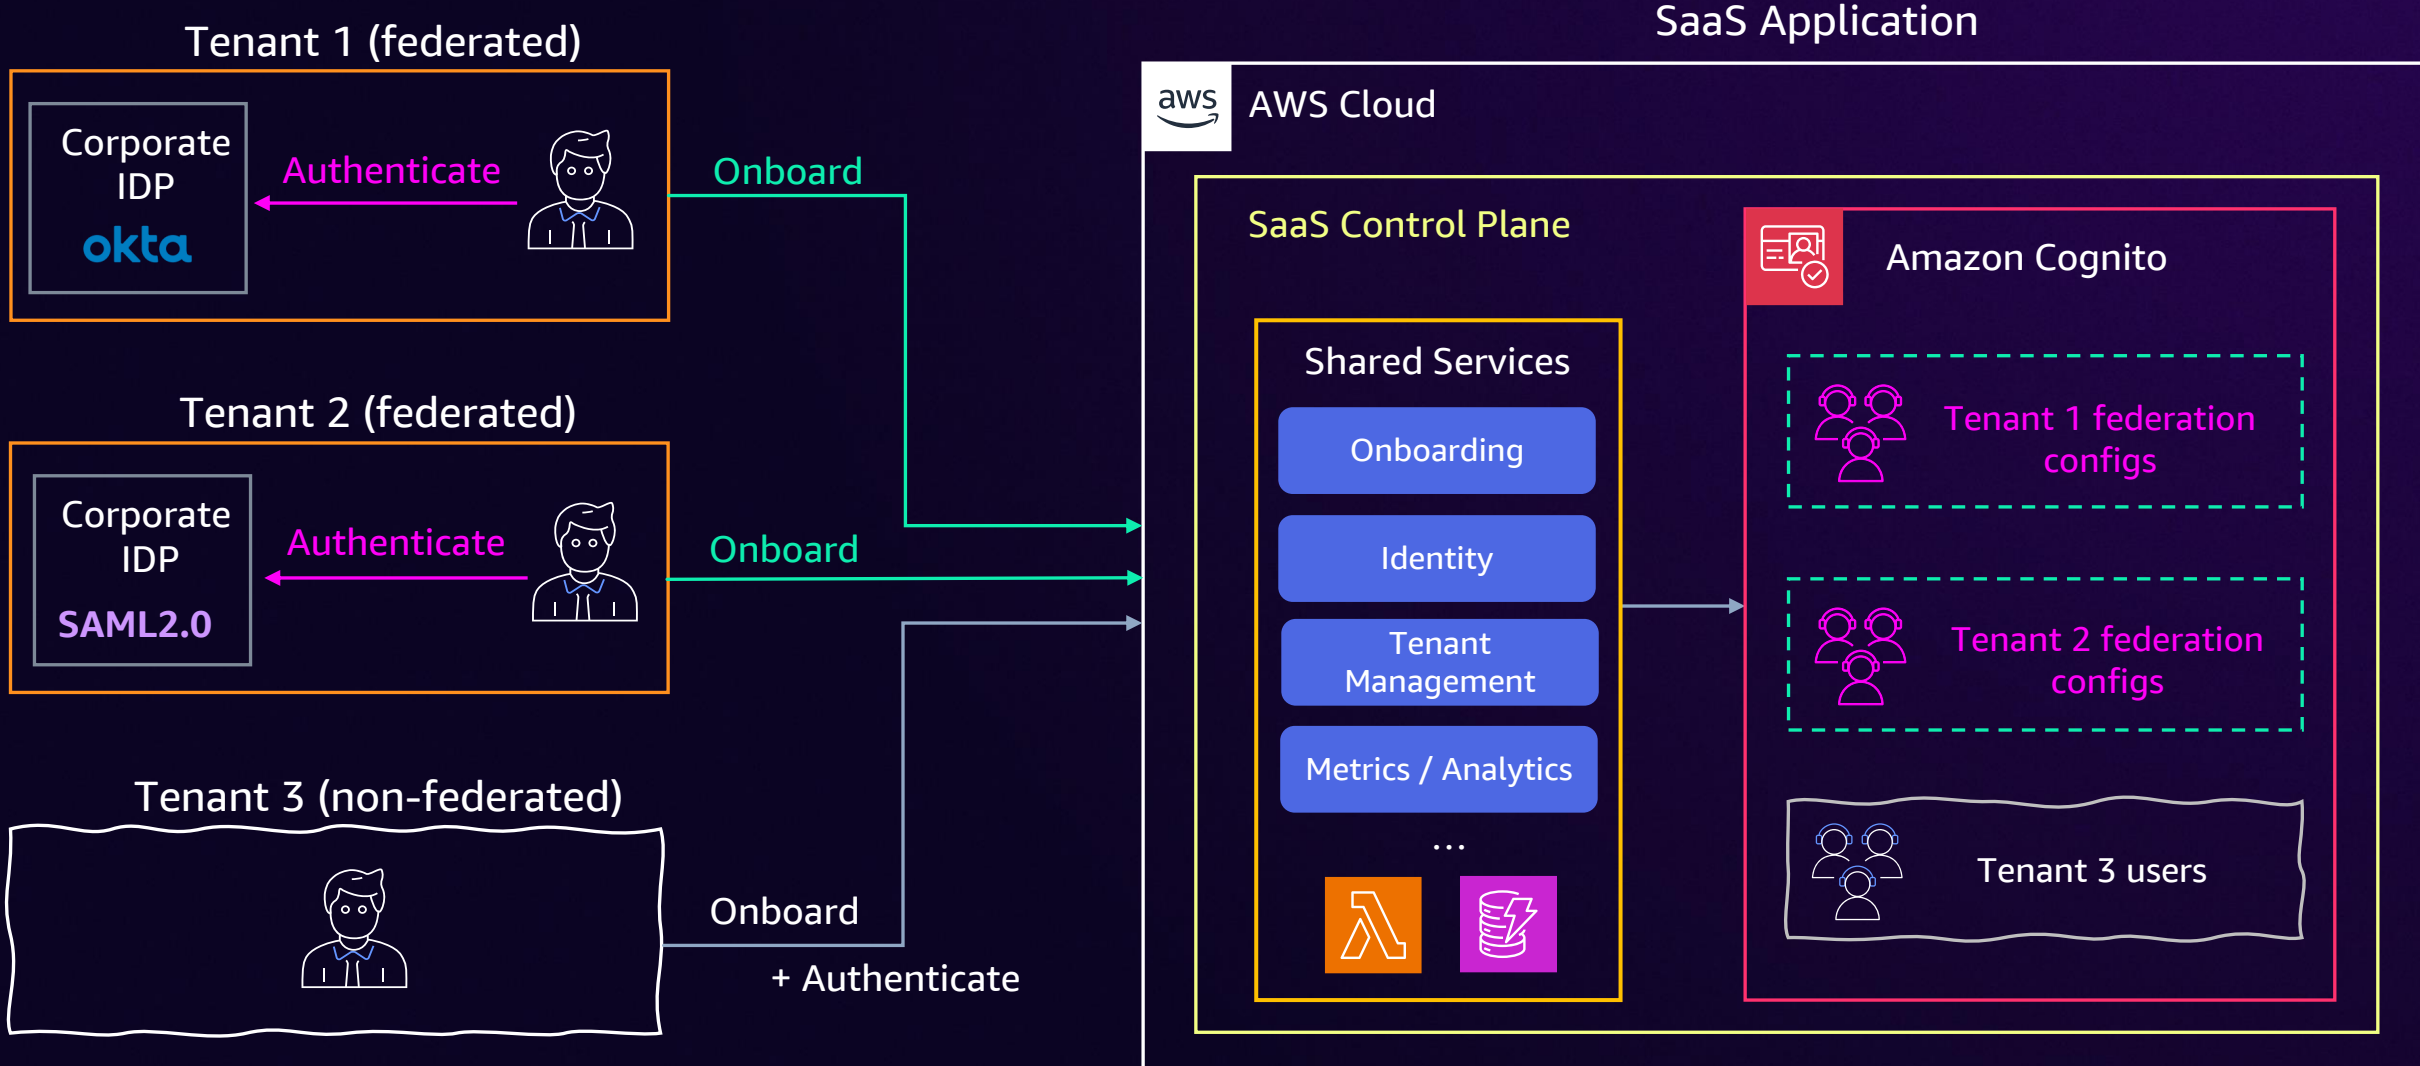 SaaS Application
Tenant 1 (federated)
Corporate
IDP
okta
Authenticate
Onboard
Tenant 2 (federated)
Corporate
IDP
SAML2.0
Authenticate
Onboard
Tenant 3 (non-federated)
Onboard
+ Authenticate
aws
AWS Cloud
SaaS Control Plane
Shared Services
Onboarding
Identity
Tenant
Management
Metrics / Analytics
...
Amazon Cognito
Tenant 1 federation
configs
Tenant 2 federation
configs
Tenant 3 users